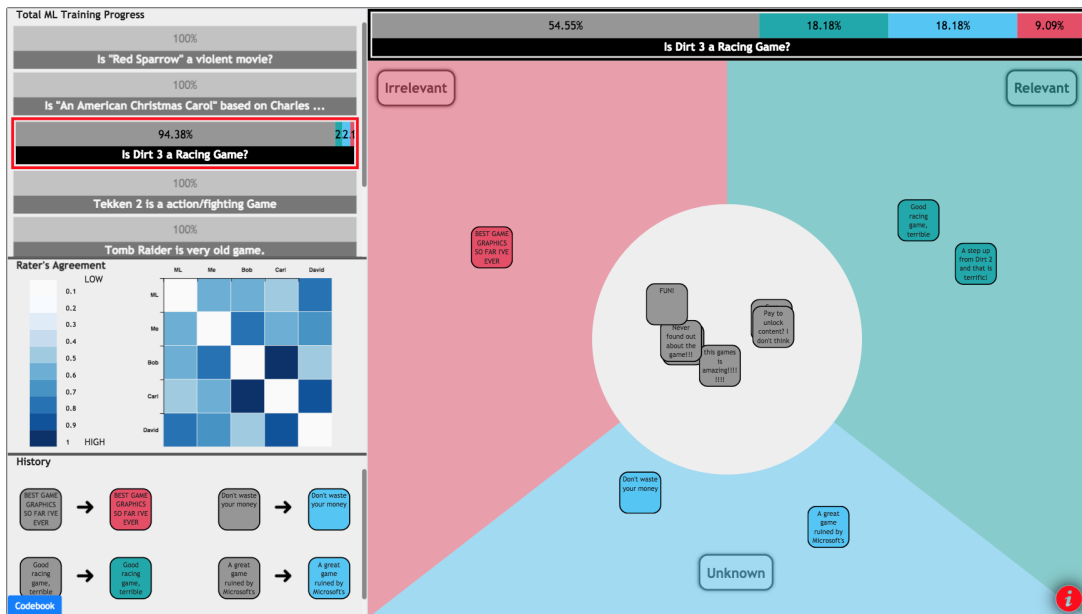 Total ML Training Progress
100%
Is "Red Sparrow" a violent movie?
100%
Is "An American Christmas Carol" based on Charles ...
94.38%
2
2
1
Is Dirt 3 a Racing Game?
100%
Tekken 2 is a action/fighting Game
100%
Tomb Raider is very old game.
Rater's Agreement
LOW
0.1
0.2
0.3
0.4
0.5
0.6
0.7
0.8
0.9
1
HIGH
ML
Me
Bob
Carl
David
ML
Me
Bob
Carl
David
History
BEST GAME
GRAPHICS
SO FAR I'VE
EVER
BEST GAME
GRAPHICS
SO FAR I'VE
EVER
Don't waste
your money
Don't waste
your money
Good
racing
game,
terrible
Good
racing
game,
terrible
A great
game
ruined by
Microsoft's
A great
game
ruined by
Microsoft's
Codebook
54.55%
18.18%
18.18%
9.09%
Is Dirt 3 a Racing Game?
Irrelevant
Relevant
BEST GAME
GRAPHICS
SO FAR I'VE
EVER
Good
racing
game,
terrible
A step up
from Dirt 2
and that is
terrific!
FUN!
Never
found out
about the
game!!!
Pay to
unlock
content? I
don't think
this games
is
amazing!!!!
!!!!
Don't waste
your money
A great
game
ruined by
Microsoft's
Unknown
i